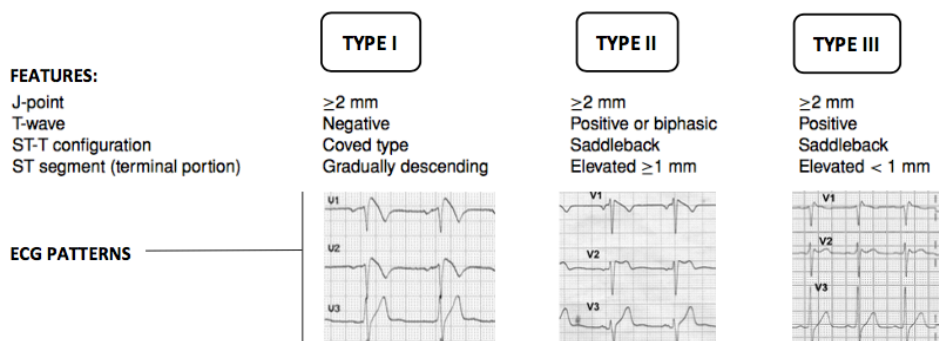 TYPE I TYPE II TYPE III
FEATURES:
J-point ≥2 mm ≥2 mm ≥2 mm
T-wave Negative Positive or biphasic Positive
ST-T configuration Coved type Saddleback Saddleback
ST segment (terminal portion) Gradually descending Elevated ≥1 mm Elevated < 1 mm
ECG PATTERNS
V1
V2
V3
V1
V2
V3
V1
V2
V3